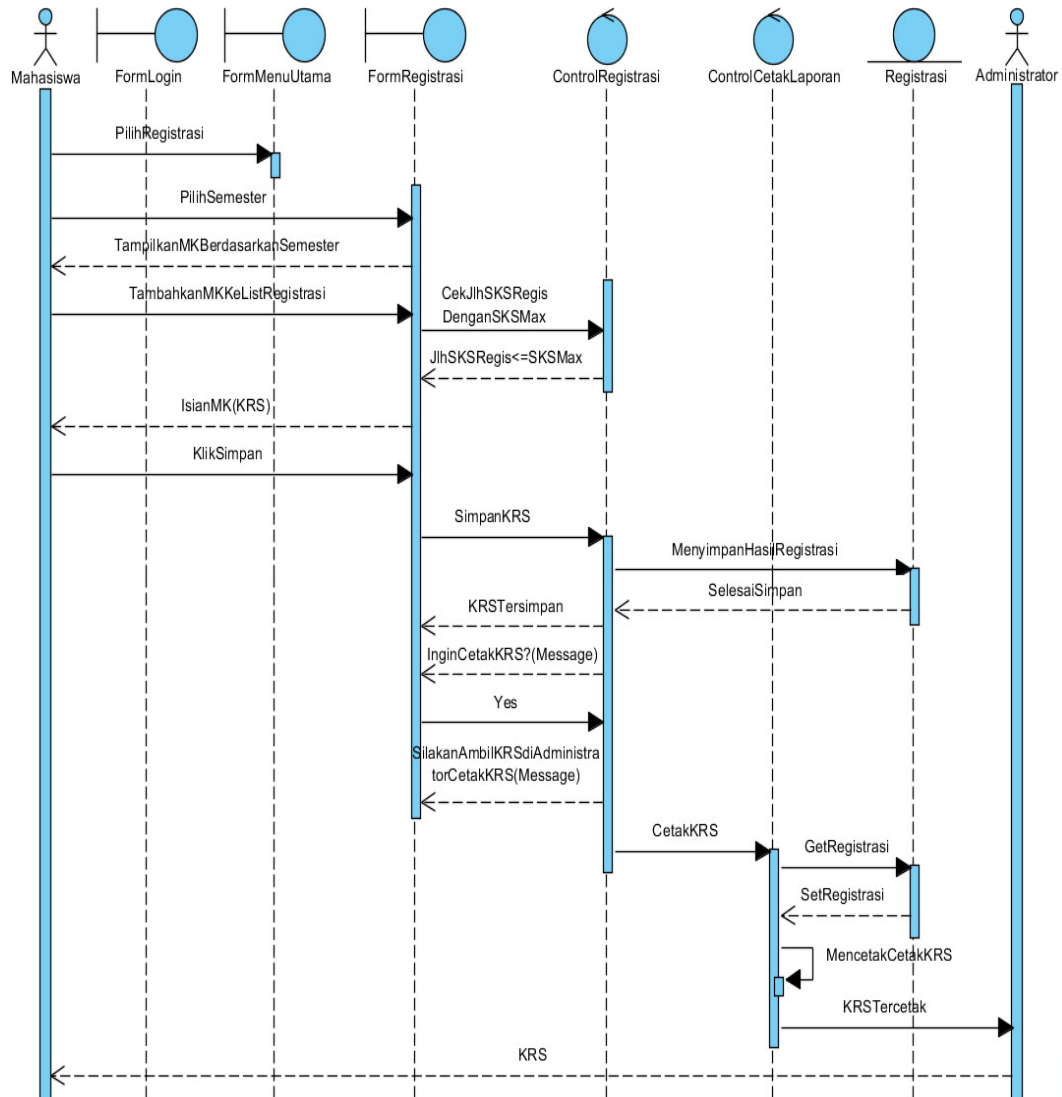 Mahasiswa
FormLogin
FormMenuUtama
FormRegistrasi
ControlRegistrasi
ControlCetakLaporan
Registrasi
Administrator
PilihRegistrasi
PilihSemester
TampilkanMKBerdasarkanSemester
TambahkanMKKeListRegistrasi
CekJlhSKSRegis
DenganSKSMax
JlhSKSRegis<=SKSMax
IsianMK(KRS)
KlikSimpan
SimpanKRS
MenyimpanHasilRegistrasi
SelesaiSimpan
KRSTersimpan
InginCetakKRS?(Message)
Yes
SilakanAmbilKRSdiAdministra
torCetakKRS(Message)
CetakKRS
GetRegistrasi
SetRegistrasi
MencetakCetakKRS
KRSTercetak
KRS